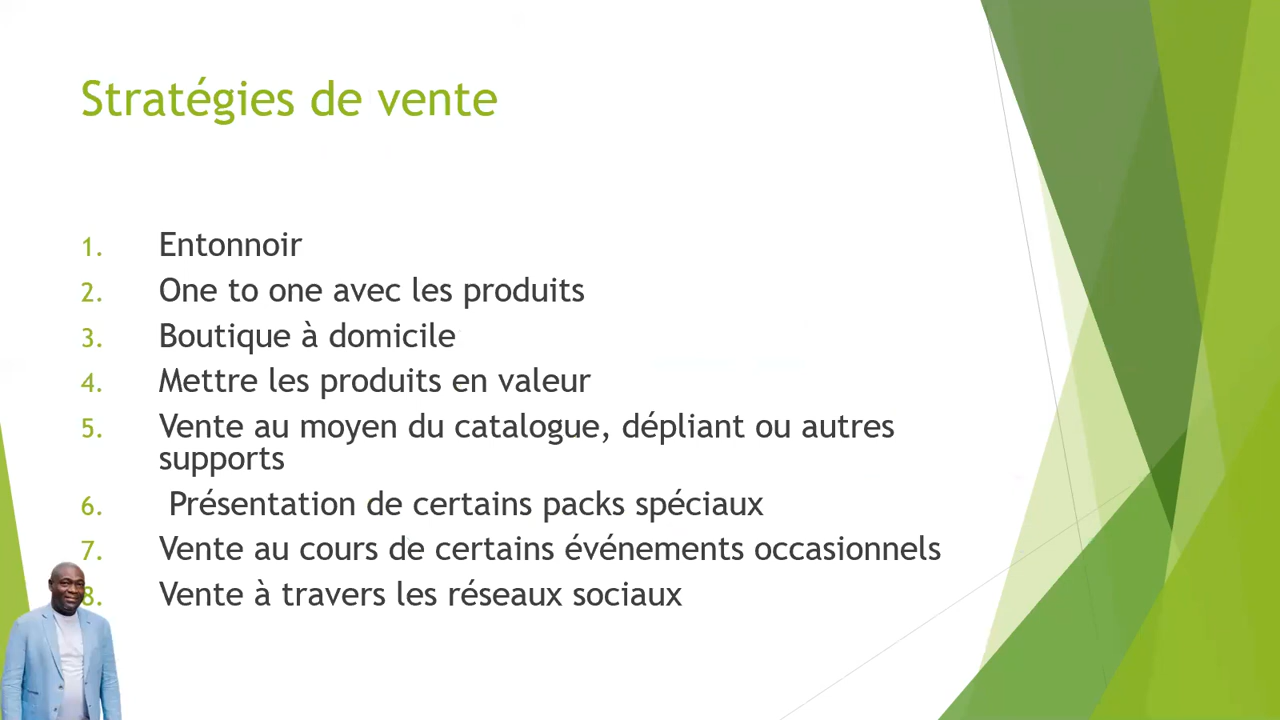 Stratégies de vente
1. Entonnoir
2. One to one avec les produits
3. Boutique à domicile
4. Mettre les produits en valeur
5. Vente au moyen du catalogue, dépliant ou autres
supports
6. Présentation de certains packs spéciaux
7. Vente au cours de certains événements occasionnels
8. Vente à travers les réseaux sociaux